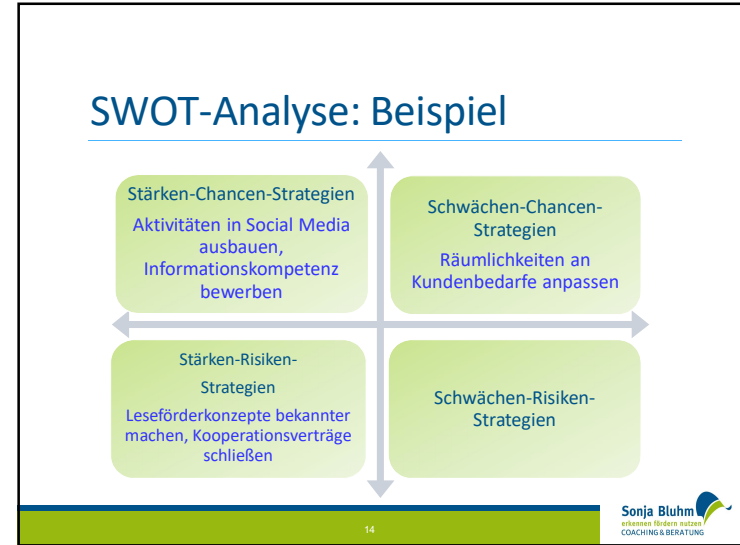 SWOT-Analyse: Beispiel
Stärken-Chancen-Strategien
Aktivitäten in Social Media
ausbauen,
Informationskompetenz
bewerben
Schwächen-Chancen-
Strategien
Räumlichkeiten an
Kundenbedarfe anpassen
Stärken-Risiken-
Strategien
Leseförderkonzepte bekannter
machen, Kooperationsverträge
schließen
Schwächen-Risiken-
Strategien
14
Sonja Bluhm
erkennen fördern nutzen
COACHING & BERATUNG